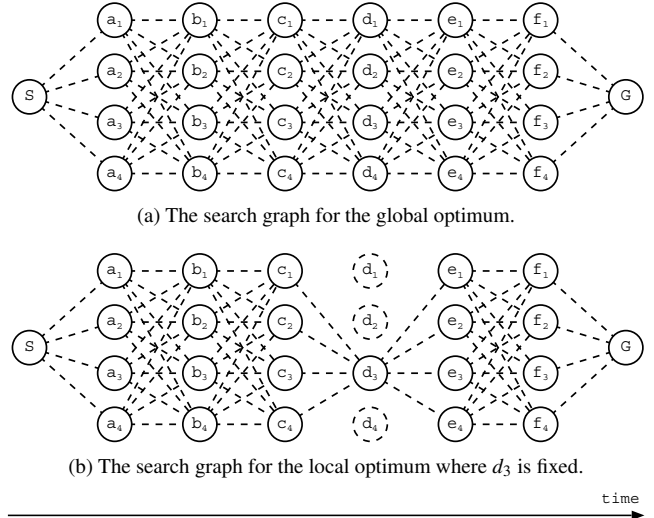 a₁ b₁ c₁ d₁ e₁ f₁
a₂ b₂ c₂ d₂ e₂ f₂
S G
a₃ b₃ c₃ d₃ e₃ f₃
a₄ b₄ c₄ d₄ e₄ f₄
(a) The search graph for the global optimum.
a₁ b₁ c₁ d₁ e₁ f₁
a₂ b₂ c₂ d₂ e₂ f₂
S G
a₃ b₃ c₃ d₃ e₃ f₃
a₄ b₄ c₄ d₄ e₄ f₄
(b) The search graph for the local optimum where d₃ is fixed.
time